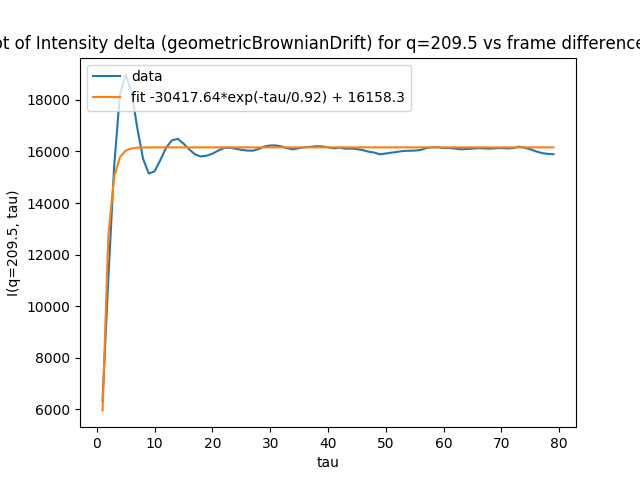 ot of Intensity delta (geometricBrownianDrift) for q=209.5 vs frame difference
data
fit -30417.64*exp(-tau/0.92) + 16158.3
18000
16000
14000
12000
10000
8000
6000
I(q=209.5, tau)
0 10 20 30 40 50 60 70 80
tau